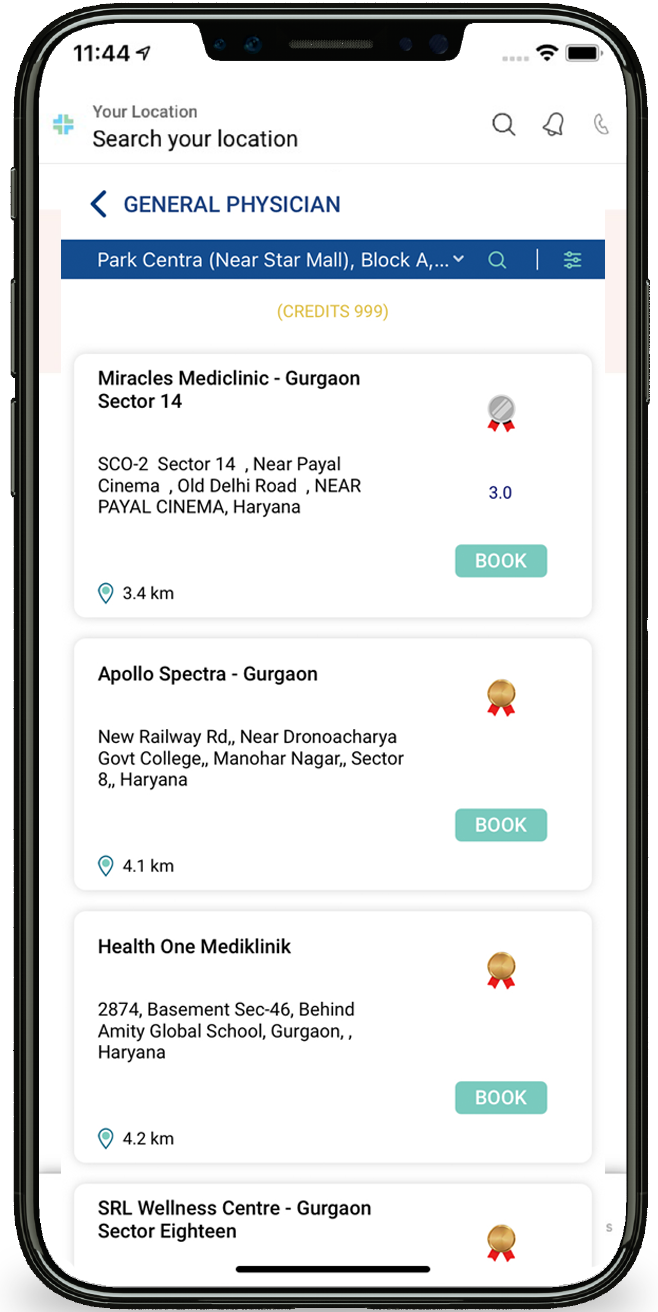 11:44
Your Location
Search your location
GENERAL PHYSICIAN
Park Centra (Near Star Mall), Block A,...
(CREDITS 999)
Miracles Mediclinic - Gurgaon
Sector 14
SCO-2  Sector 14  , Near Payal
Cinema  , Old Delhi Road  , NEAR
PAYAL CINEMA, Haryana
3.0
BOOK
3.4 km
Apollo Spectra - Gurgaon
New Railway Rd,, Near Dronoacharya
Govt College,, Manohar Nagar,, Sector
8,, Haryana
BOOK
4.1 km
Health One Mediklinik
2874, Basement Sec-46, Behind
Amity Global School, Gurgaon, ,
Haryana
BOOK
4.2 km
SRL Wellness Centre - Gurgaon
Sector Eighteen
s